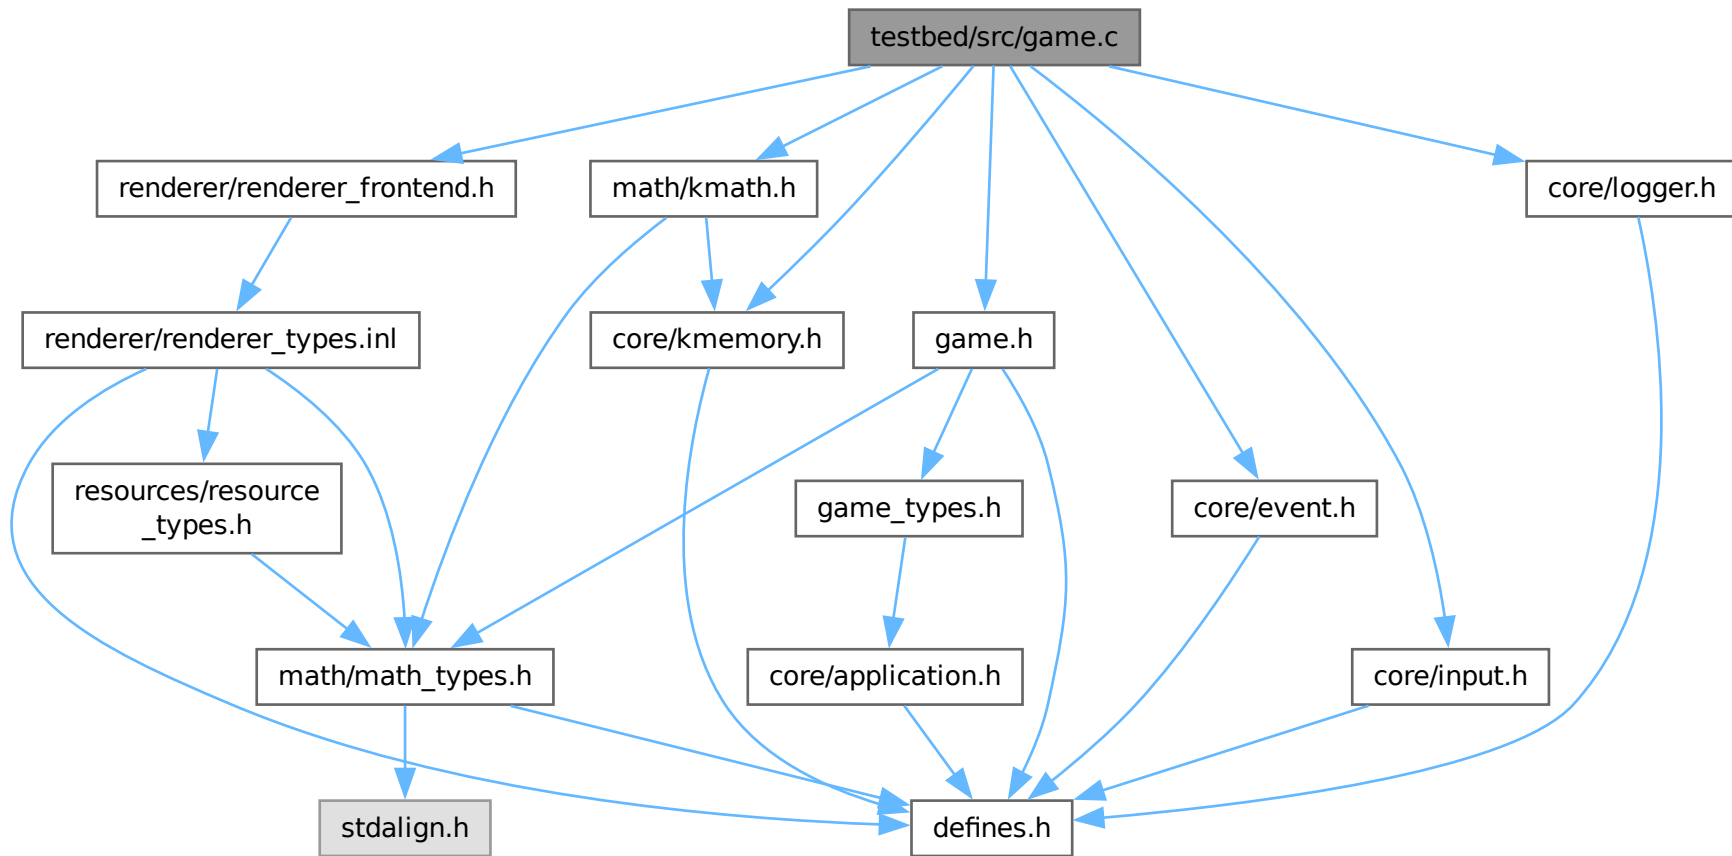 testbed/src/game.c
renderer/renderer_frontend.h
math/kmath.h
core/logger.h
renderer/renderer_types.inl
core/kmemory.h
game.h
resources/resource
_types.h
game_types.h
core/event.h
math/math_types.h
core/application.h
core/input.h
stdalign.h
defines.h